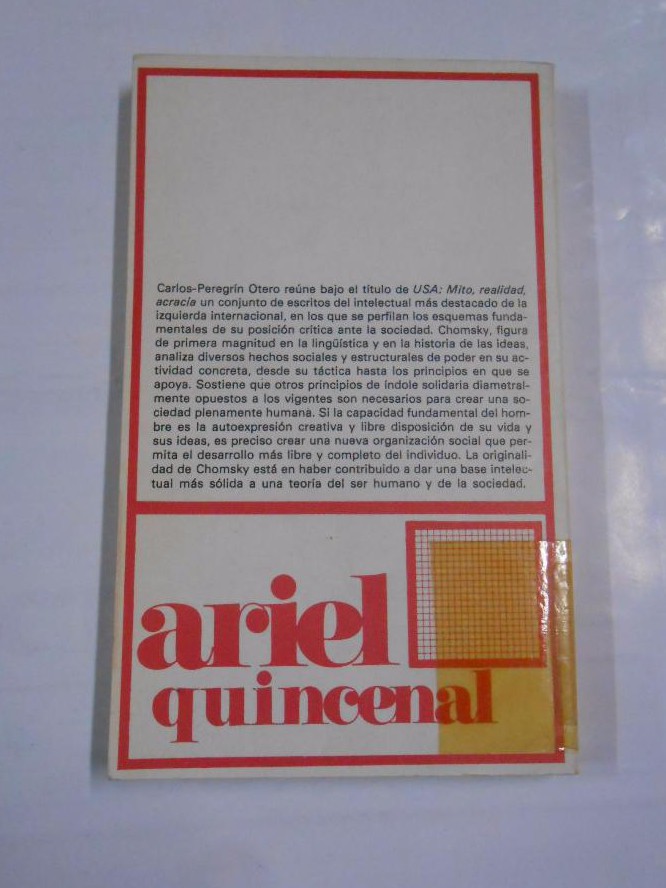 Carlos-Peregrín Otero reúne bajo el título de USA: Mito, realidad,
acracia un conjunto de escritos del intelectual más destacado de la
izquierda internacional, en los que se perfilan los esquemas funda-
mentales de su posición crítica ante la sociedad. Chomsky, figura
de primera magnitud en la lingüística y en la historia de las ideas,
analiza diversos hechos sociales y estructurales de poder en su ac-
tividad concreta, desde su táctica hasta los principios en que se
apoya. Sostiene que otros principios de índole solidaria diametral-
mente opuestos a los vigentes son necesarios para crear una so-
ciedad plenamente humana. Si la capacidad fundamental del hom-
bre es la autoexpresión creativa y libre disposición de su vida y
sus ideas, es preciso crear una nueva organización social que per-
mita el desarrollo más libre y completo del individuo. La originali-
dad de Chomsky está en haber contribuido a dar una base intelec-
tual más sólida a una teoría del ser humano y de la sociedad.
ariel
quincenal